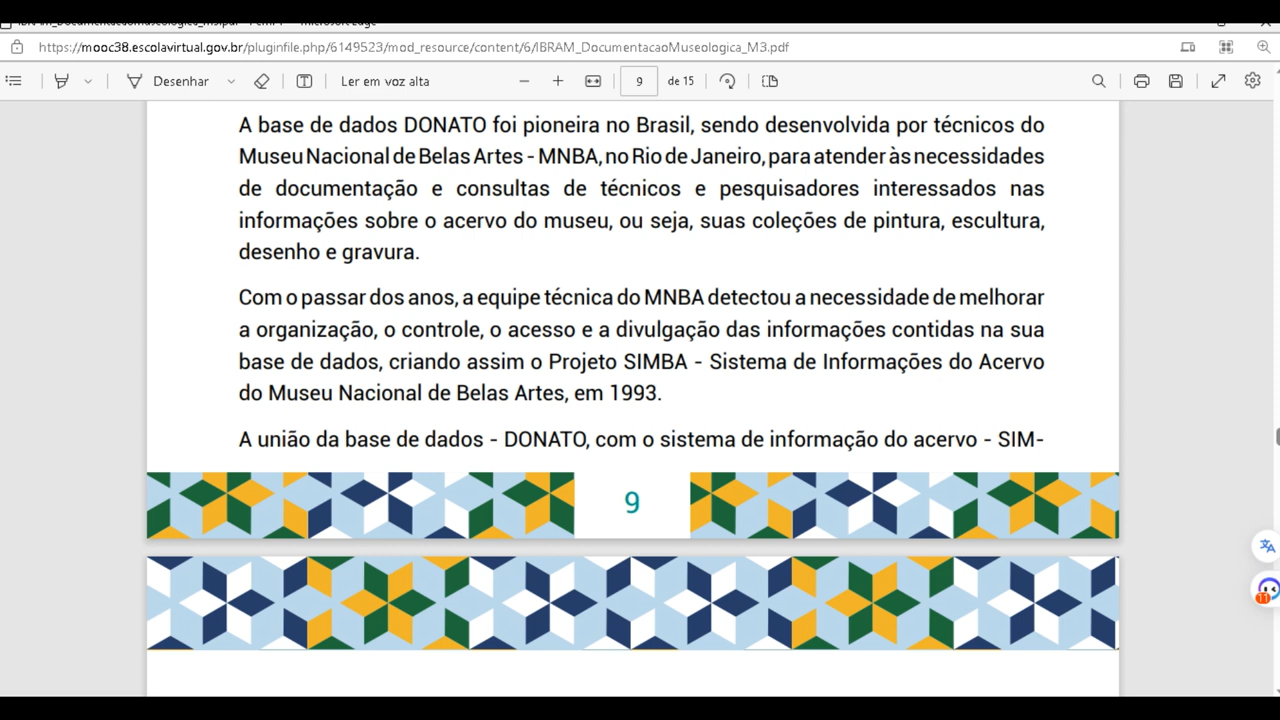 https://mooc38.escolavirtual.gov.br/pluginfile.php/6149523/mod_resource/content/6/IBRAM_DocumentacaoMuseologica_M3.pdf
Desenhar
Ler em voz alta
9 de 15
A base de dados DONATO foi pioneira no Brasil, sendo desenvolvida por técnicos do
Museu Nacional de Belas Artes - MNBA, no Rio de Janeiro, para atender às necessidades
de documentação e consultas de técnicos e pesquisadores interessados nas
informações sobre o acervo do museu, ou seja, suas coleções de pintura, escultura,
desenho e gravura.
Com o passar dos anos, a equipe técnica do MNBA detectou a necessidade de melhorar
a organização, o controle, o acesso e a divulgação das informações contidas na sua
base de dados, criando assim o Projeto SIMBA - Sistema de Informações do Acervo
do Museu Nacional de Belas Artes, em 1993.
A união da base de dados - DONATO, com o sistema de informação do acervo - SIM-
9
11